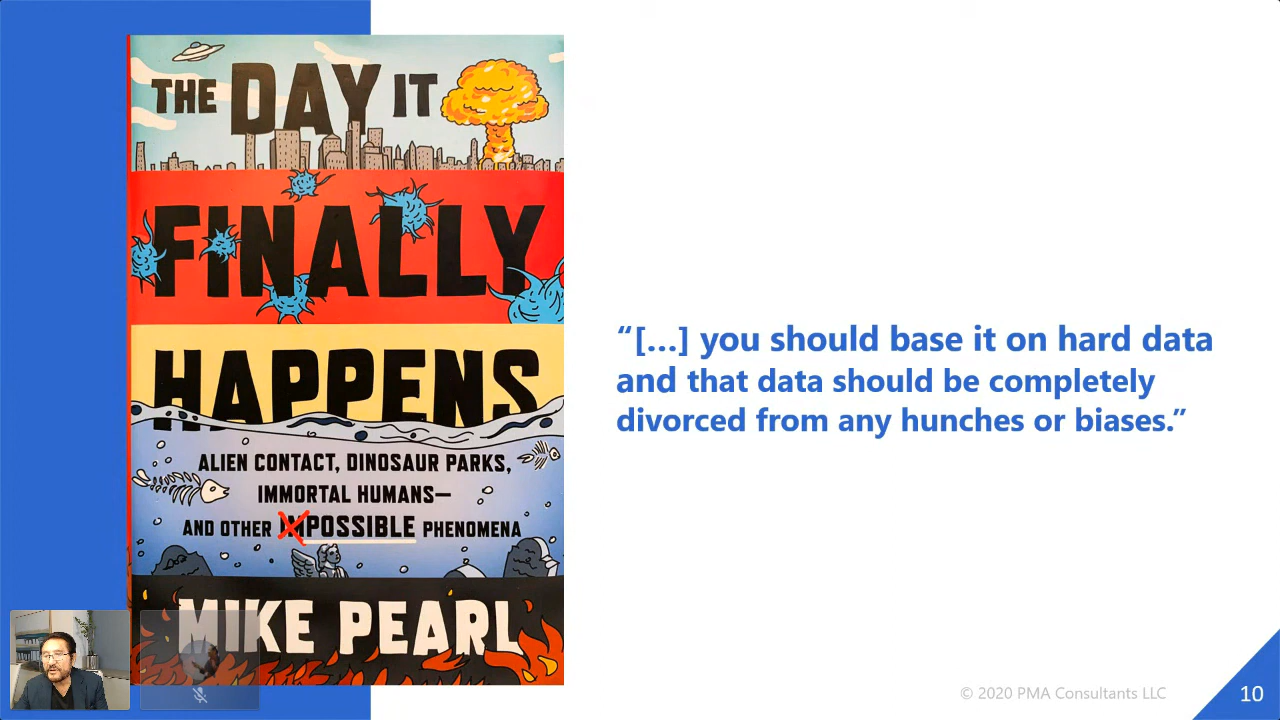 THE DAY IT
FINALLY
HAPPENS
ALIEN CONTACT, DINOSAUR PARKS,
IMMORTAL HUMANS—
AND OTHER IMPOSSIBLE PHENOMENA
MIKE PEARL
“[…] you should base it on hard data
and that data should be completely
divorced from any hunches or biases.”
© 2020 PMA Consultants LLC
10